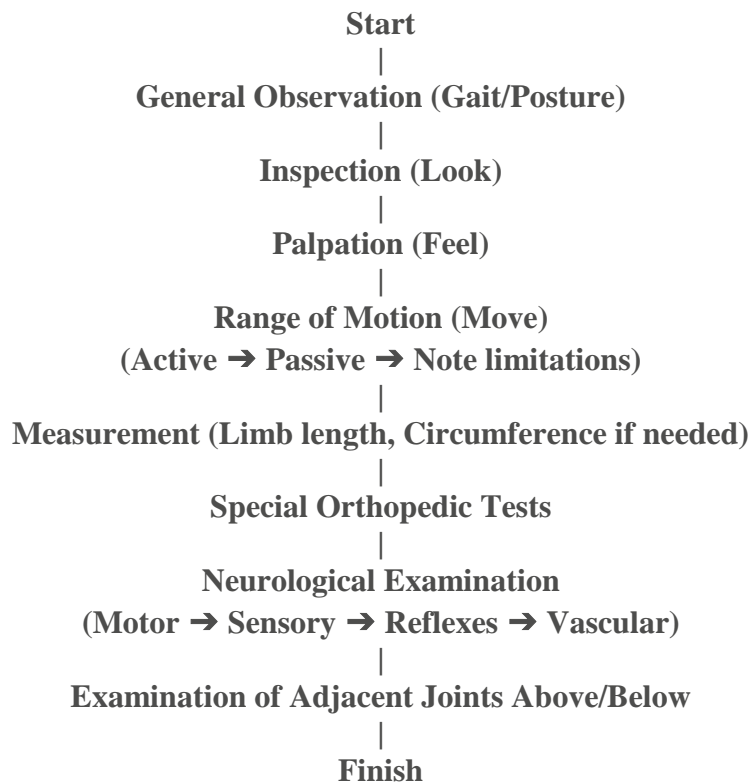 Start
|
General Observation (Gait/Posture)
|
Inspection (Look)
|
Palpation (Feel)
|
Range of Motion (Move)
(Active ➔ Passive ➔ Note limitations)
|
Measurement (Limb length, Circumference if needed)
|
Special Orthopedic Tests
|
Neurological Examination
(Motor ➔ Sensory ➔ Reflexes ➔ Vascular)
|
Examination of Adjacent Joints Above/Below
|
Finish